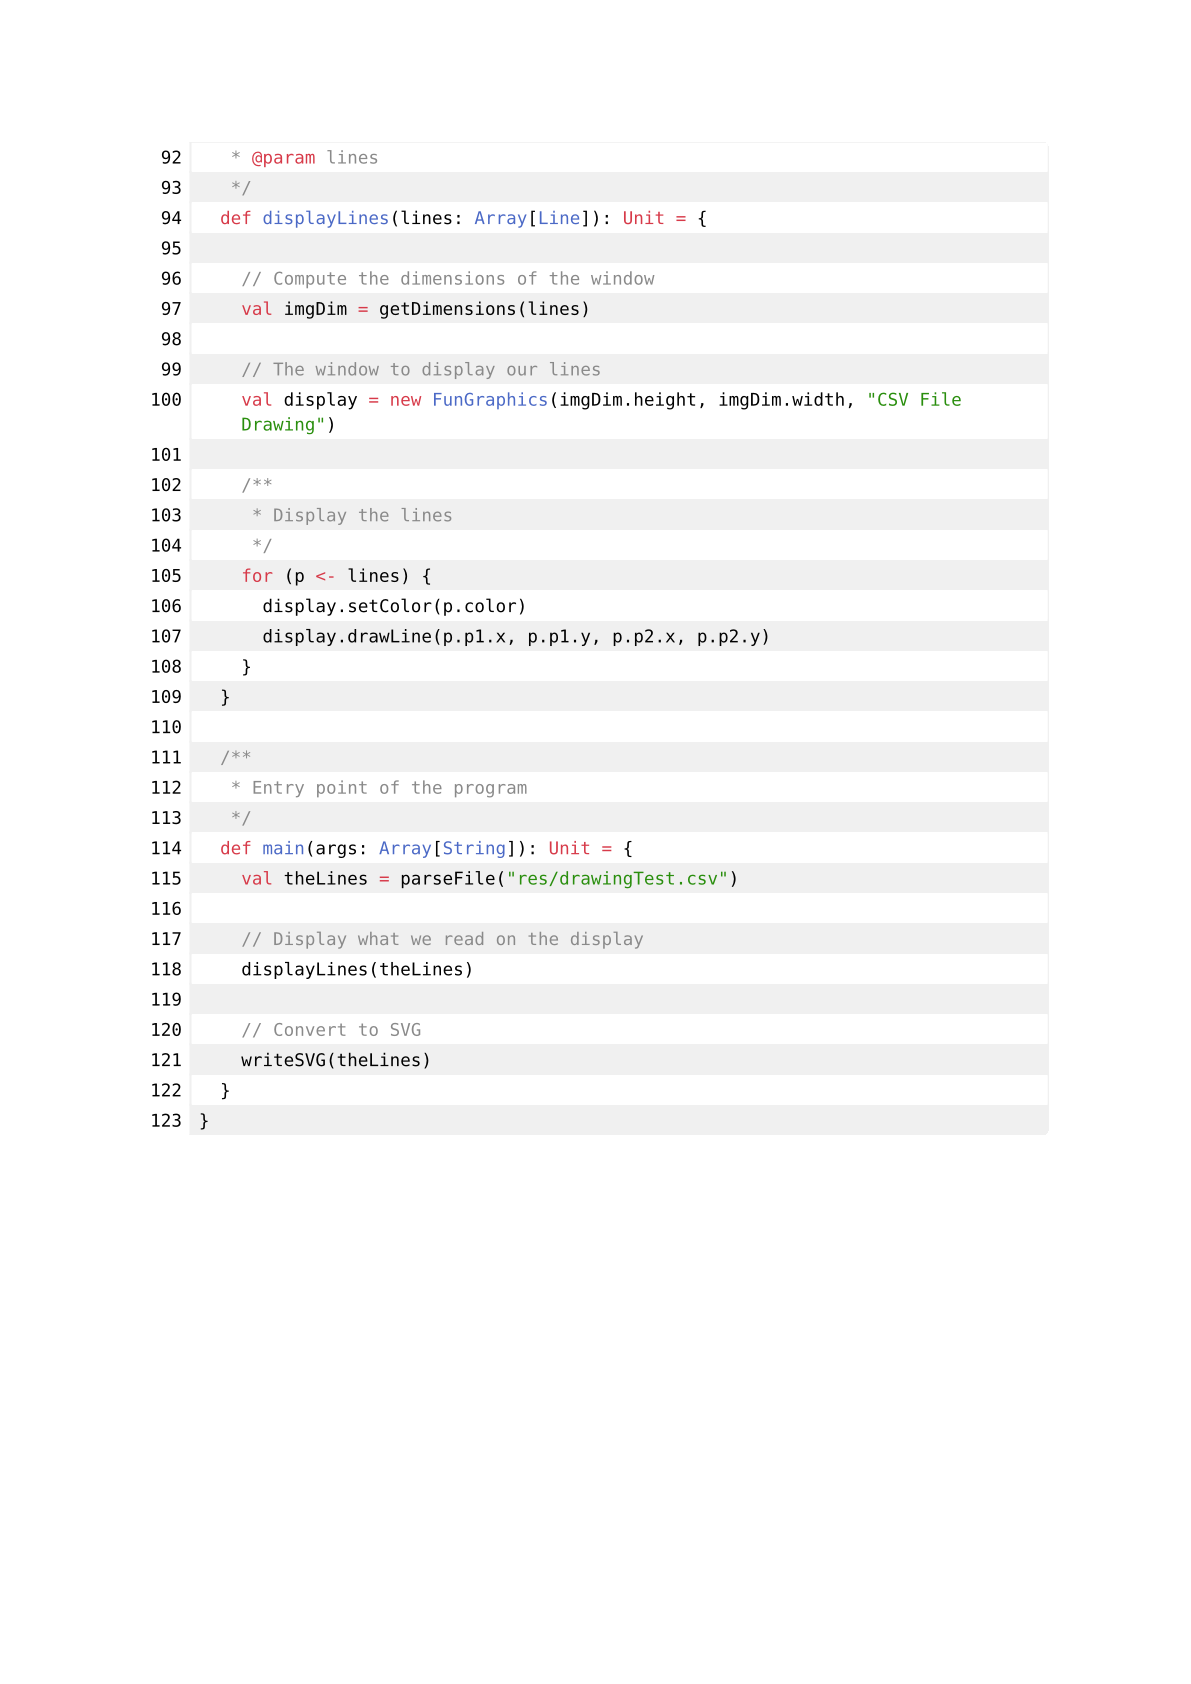 92 * @param lines
93 */
94 def displayLines(lines: Array[Line]): Unit = {
95
96 // Compute the dimensions of the window
97 val imgDim = getDimensions(lines)
98
99 // The window to display our lines
100 val display = new FunGraphics(imgDim.height, imgDim.width, "CSV File
Drawing")
101
102 /**
103 * Display the lines
104 */
105 for (p <- lines) {
106 display.setColor(p.color)
107 display.drawLine(p.p1.x, p.p1.y, p.p2.x, p.p2.y)
108 }
109 }
110
111 /**
112 * Entry point of the program
113 */
114 def main(args: Array[String]): Unit = {
115 val theLines = parseFile("res/drawingTest.csv")
116
117 // Display what we read on the display
118 displayLines(theLines)
119
120 // Convert to SVG
121 writeSVG(theLines)
122 }
123 }